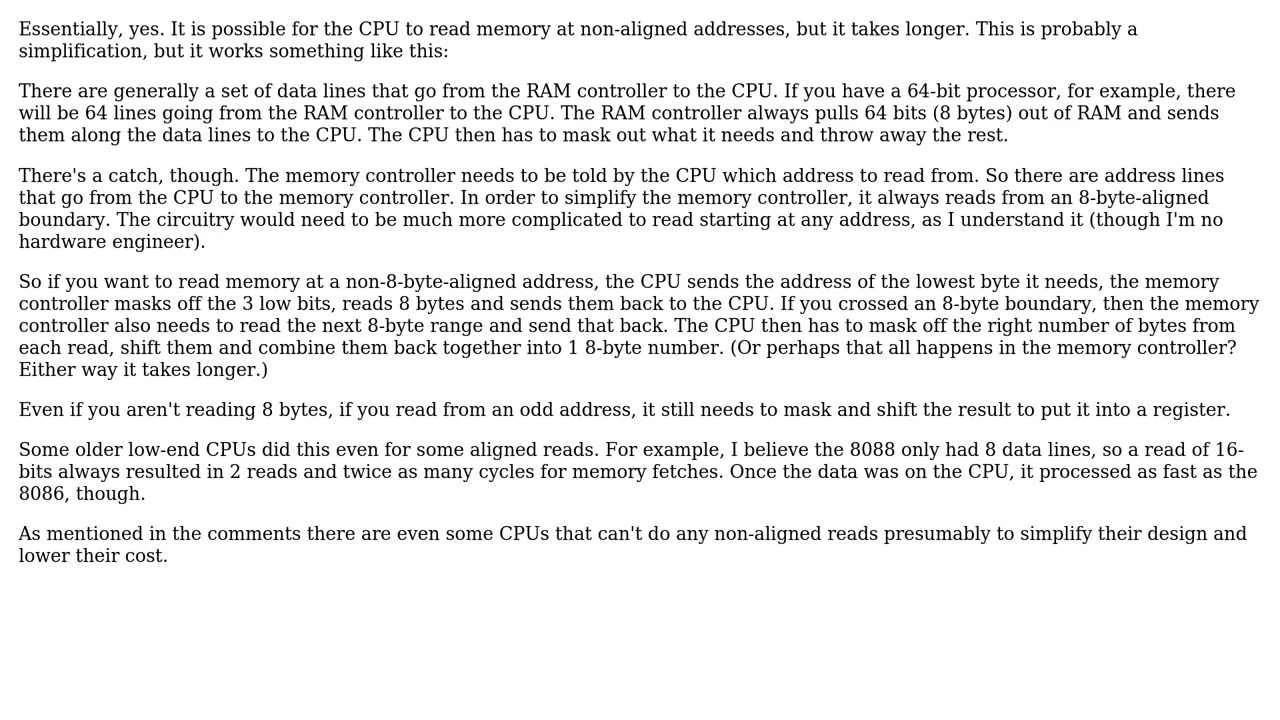 Essentially, yes. It is possible for the CPU to read memory at non-aligned addresses, but it takes longer. This is probably a
simplification, but it works something like this:
There are generally a set of data lines that go from the RAM controller to the CPU. If you have a 64-bit processor, for example, there
will be 64 lines going from the RAM controller to the CPU. The RAM controller always pulls 64 bits (8 bytes) out of RAM and sends
them along the data lines to the CPU. The CPU then has to mask out what it needs and throw away the rest.
There's a catch, though. The memory controller needs to be told by the CPU which address to read from. So there are address lines
that go from the CPU to the memory controller. In order to simplify the memory controller, it always reads from an 8-byte-aligned
boundary. The circuitry would need to be much more complicated to read starting at any address, as I understand it (though I'm no
hardware engineer).
So if you want to read memory at a non-8-byte-aligned address, the CPU sends the address of the lowest byte it needs, the memory
controller masks off the 3 low bits, reads 8 bytes and sends them back to the CPU. If you crossed an 8-byte boundary, then the memory
controller also needs to read the next 8-byte range and send that back. The CPU then has to mask off the right number of bytes from
each read, shift them and combine them back together into 1 8-byte number. (Or perhaps that all happens in the memory controller?
Either way it takes longer.)
Even if you aren't reading 8 bytes, if you read from an odd address, it still needs to mask and shift the result to put it into a register.
Some older low-end CPUs did this even for some aligned reads. For example, I believe the 8088 only had 8 data lines, so a read of 16-
bits always resulted in 2 reads and twice as many cycles for memory fetches. Once the data was on the CPU, it processed as fast as the
8086, though.
As mentioned in the comments there are even some CPUs that can't do any non-aligned reads presumably to simplify their design and
lower their cost.